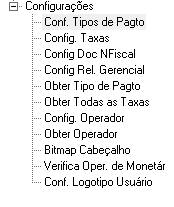 Configurações
Conf. Tipos de Pagto
Config. Taxas
Config Doc NFiscal
Config Rel. Gerencial
Obter Tipo de Pagto
Obter Todas as Taxas
Config. Operador
Obter Operador
Bitmap Cabeçalho
Verifica Oper. de Monetár
Conf. Logotipo Usuário